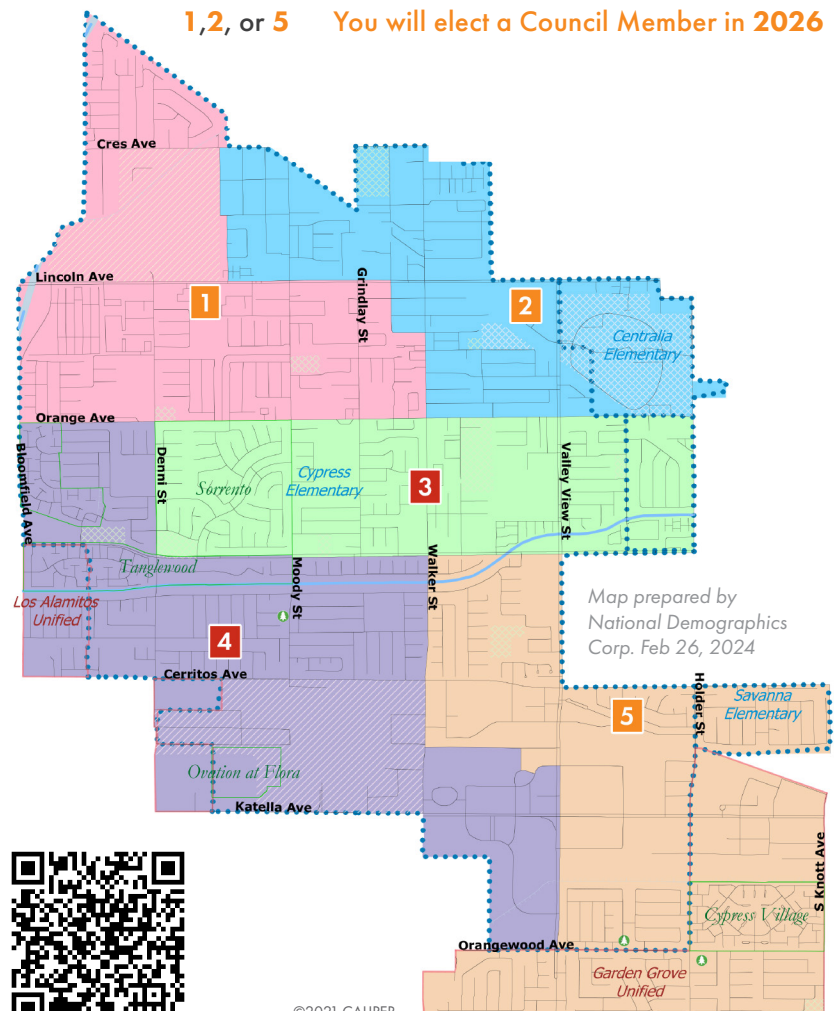 1,2, or 5 You will elect a Council Member in 2026
Cres Ave
Lincoln Ave
1
Grindlay St
2
Centralia
Elementary
Orange Ave
Bloomfield Ave
Denni St
Sorrento
Cypress
Elementary
3
Valley View St
Tanglewood
Moody St
Walker St
Los Alamitos
Unified
4
Map prepared by
National Demographics
Corp. Feb 26, 2024
Cerritos Ave
Holder St
Savanna
Elementary
5
Ovation at Flora
Katella Ave
S Knott Ave
Cypress Village
Orangewood Ave
Garden Grove
Unified
©2021 CALIPER